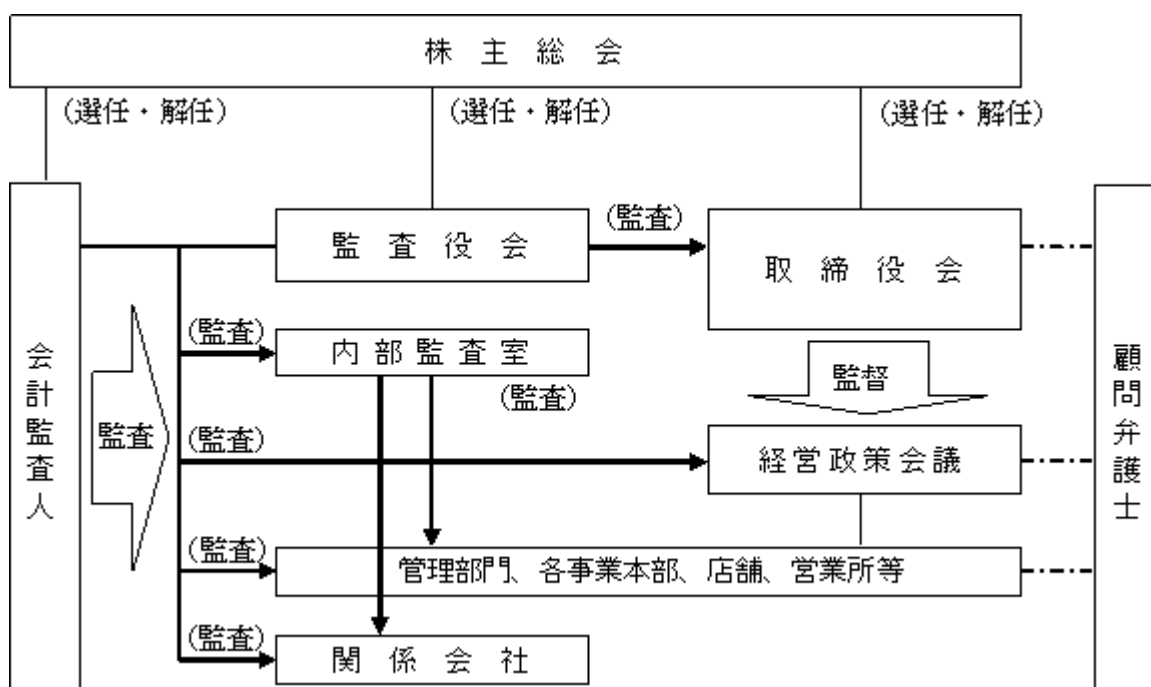 株主総会
(選任・解任)
(選任・解任)
(選任・解任)
会計監査人
監査役会
(監査)
取締役会
顧問弁護士
(監査)
内部監査室
(監査)
監督
監査
(監査)
経営政策会議
(監査)
管理部門、各事業本部、店舗、営業所等
(監査)
関係会社